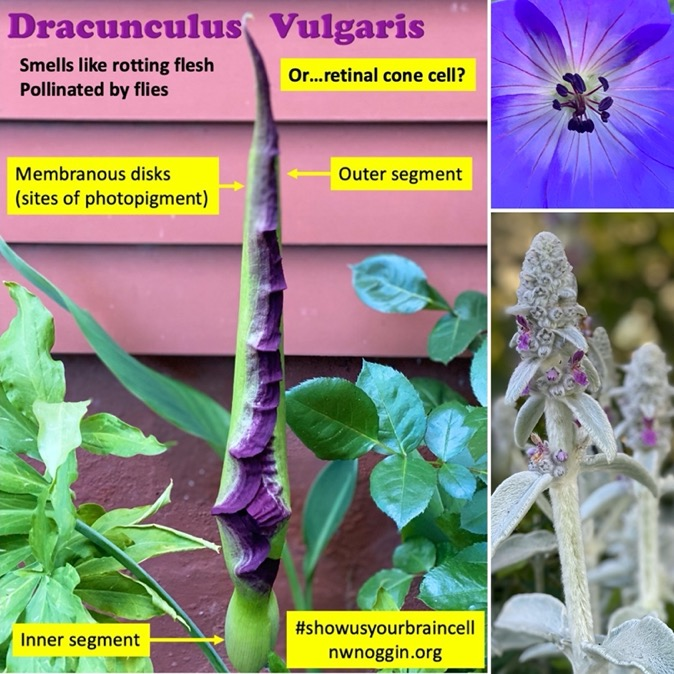 Dracunculus Vulgaris
Smells like rotting flesh
Pollinated by flies
Or...retinal cone cell?
Membranous disks
(sites of photopigment)
Outer segment
Inner segment
#showusyourbraincell
nwnoggin.org